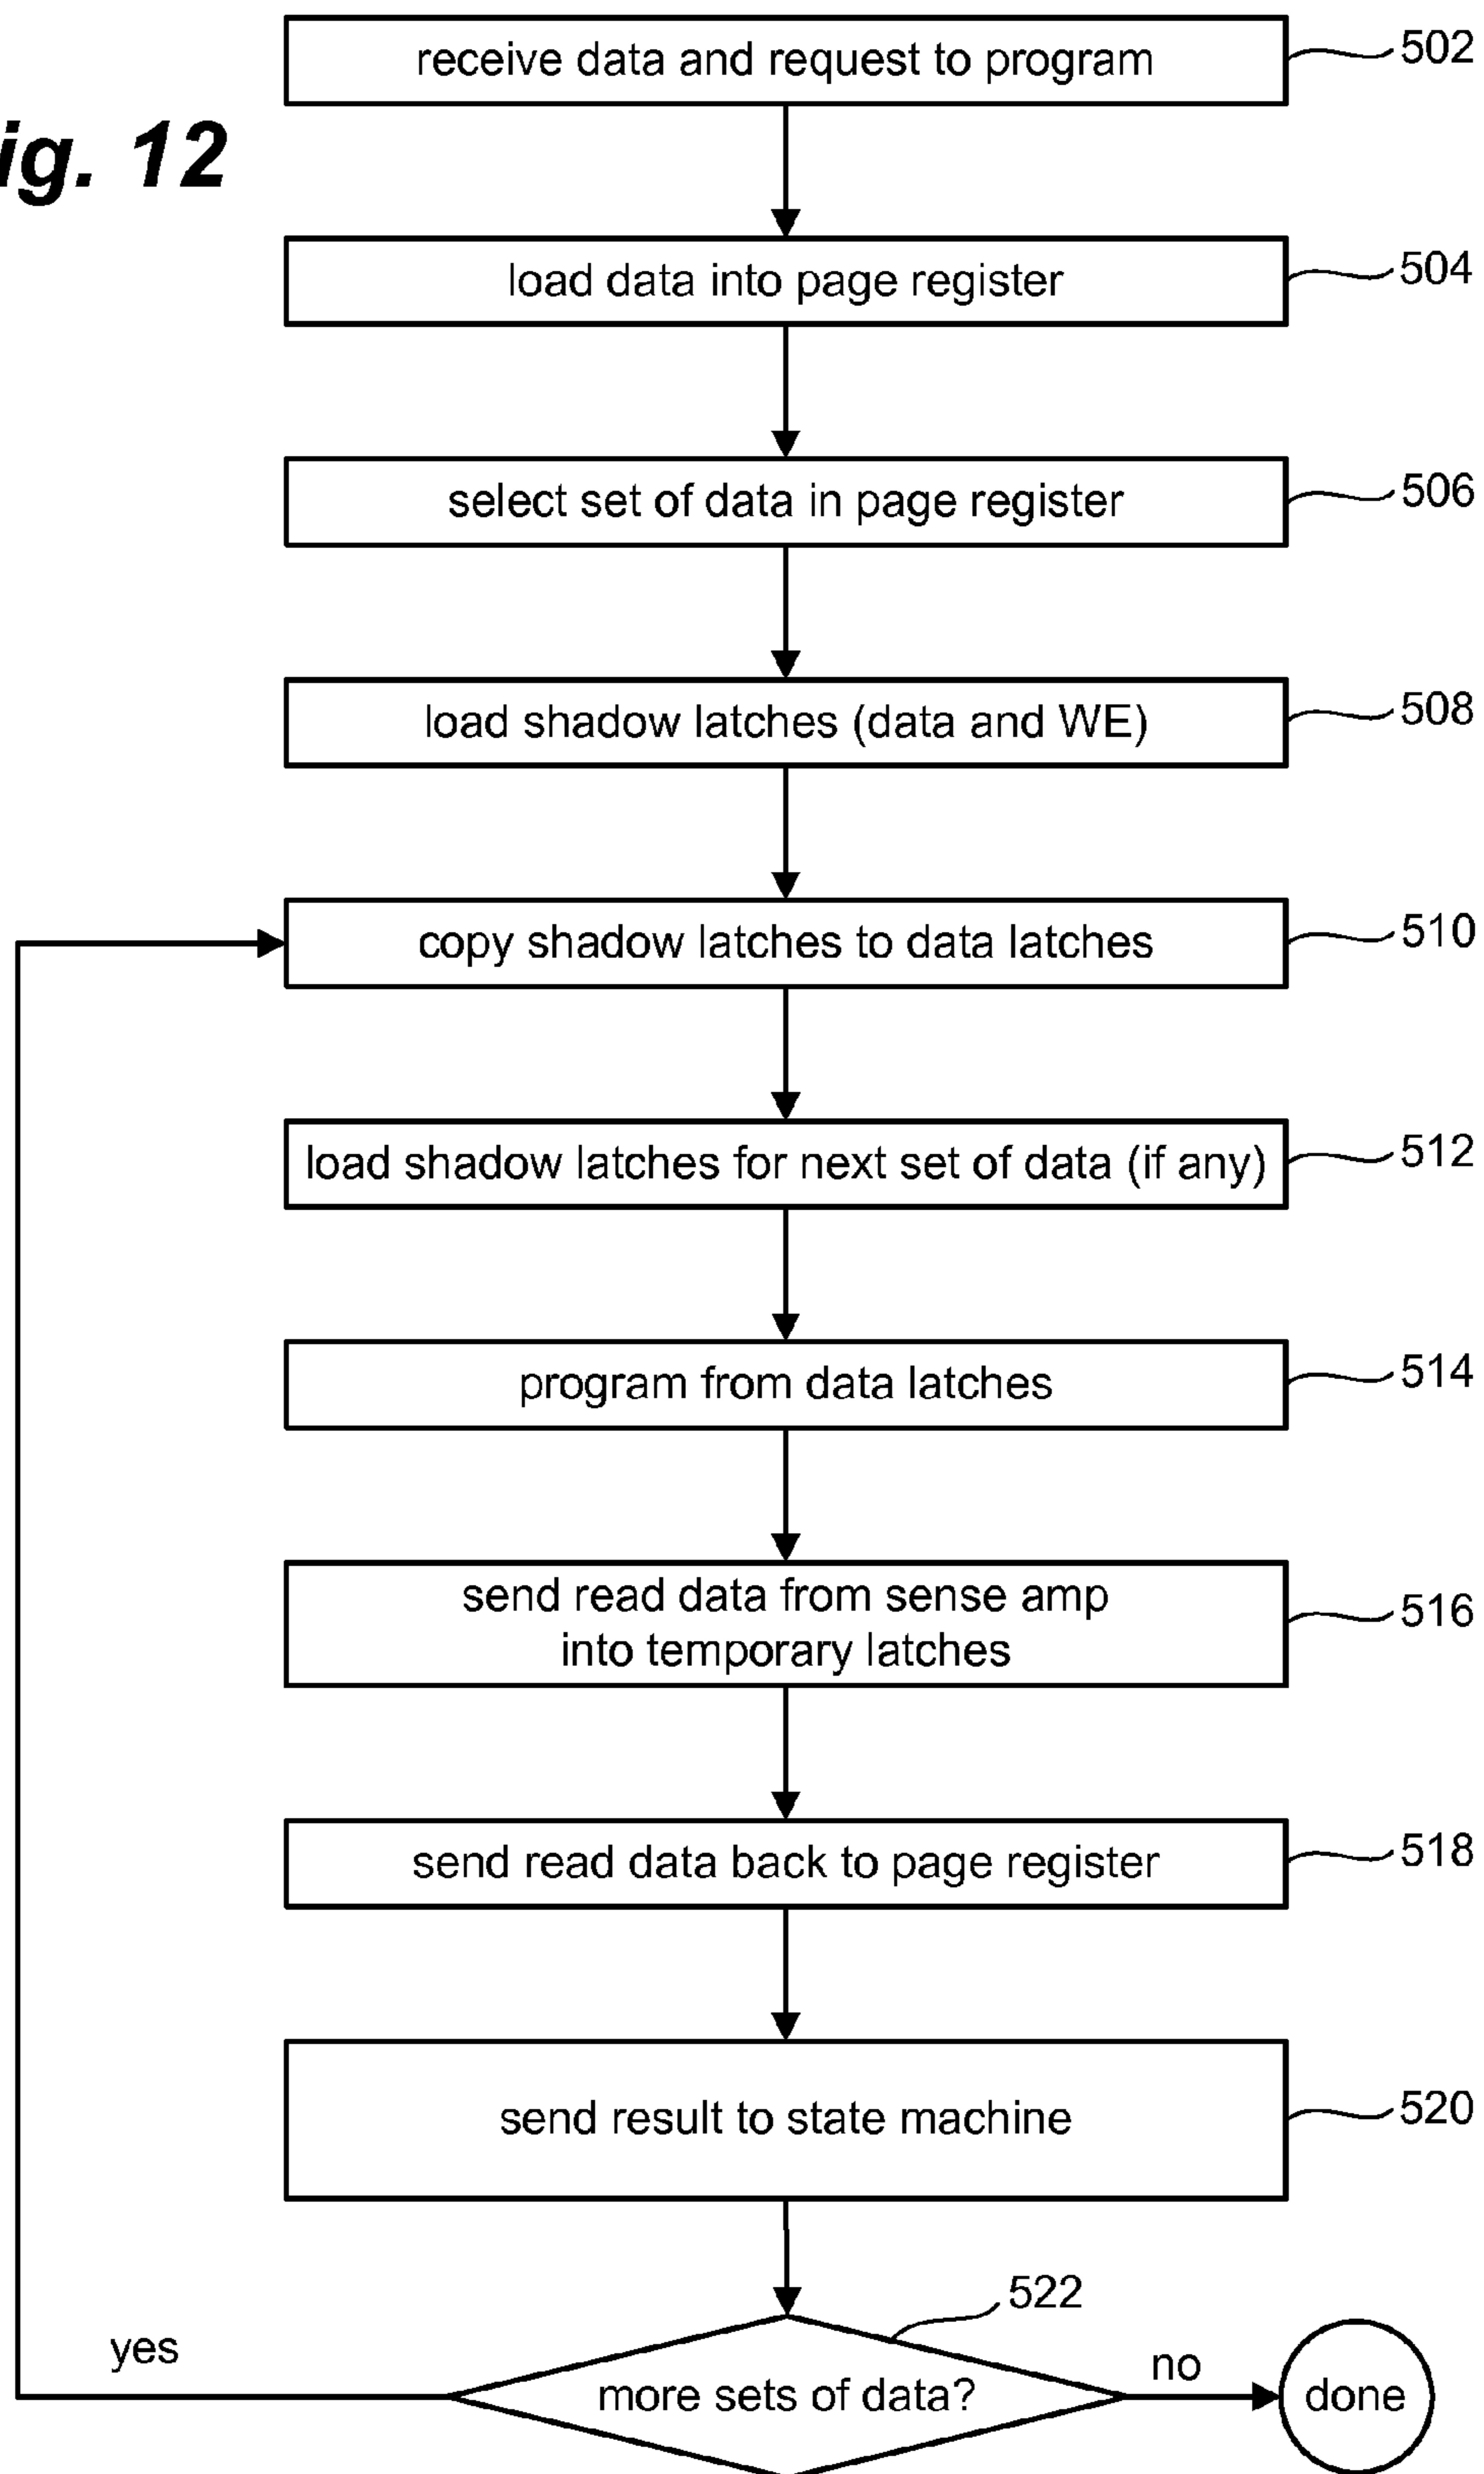 receive data and request to program 502
ig. 12
load data into page register 504
select set of data in page register 506
load shadow latches (data and WE) 508
copy shadow latches to data latches 510
load shadow latches for next set of data (if any) 512
program from data latches 514
send read data from sense amp
into temporary latches 516
send read data back to page register 518
send result to state machine 520
522
yes
more sets of data?
no
done